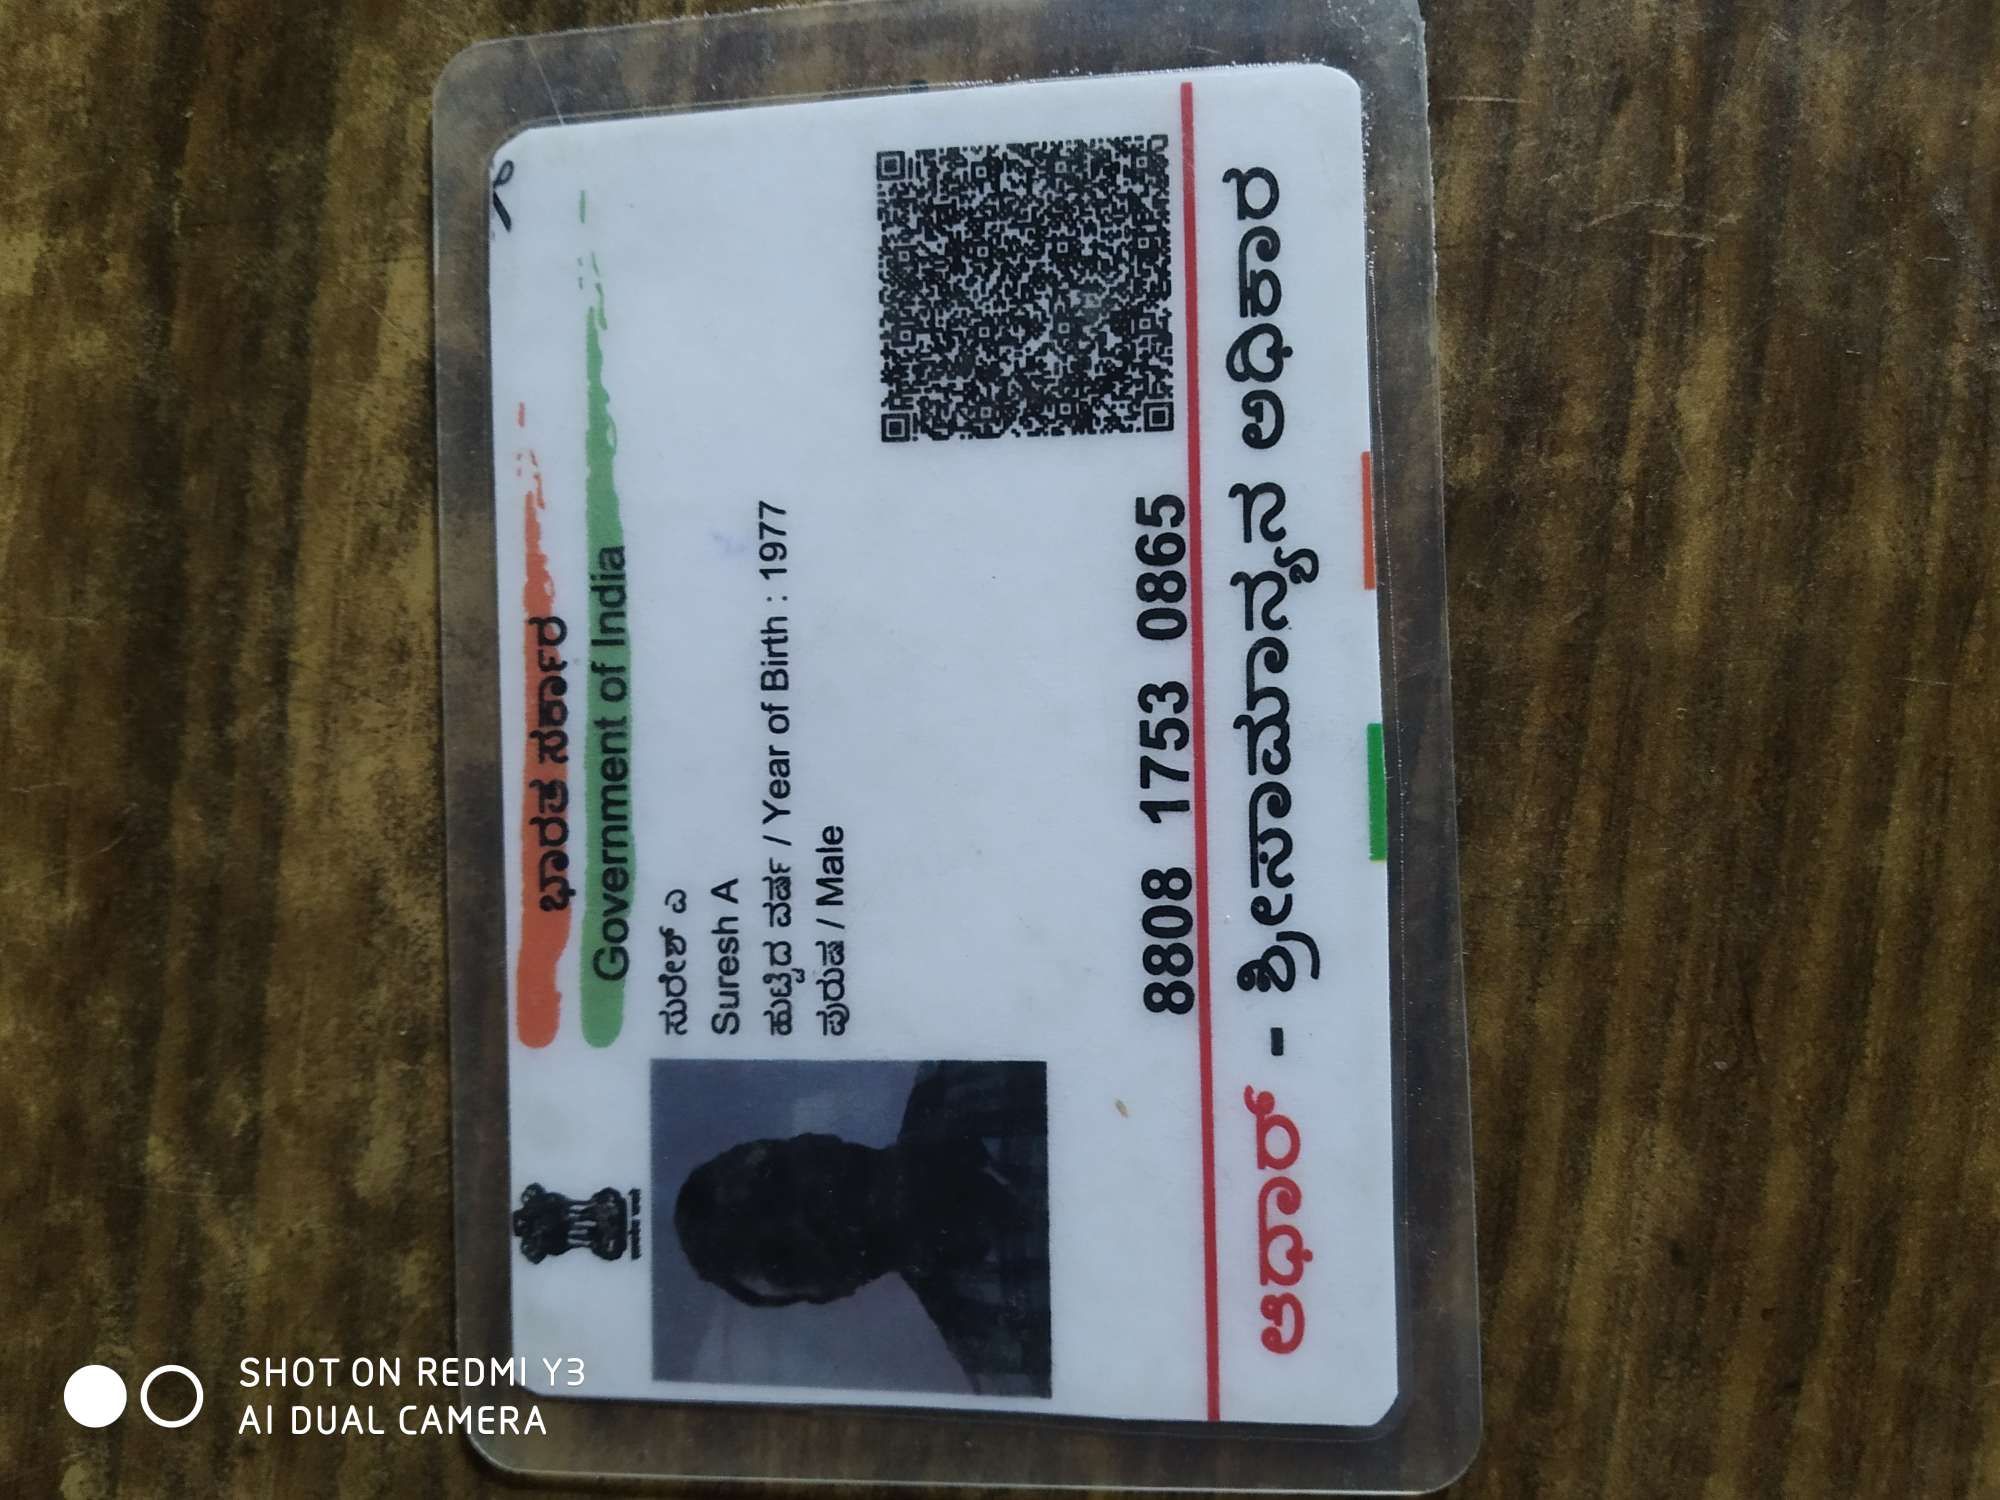 ಭಾರತ ಸರ್ಕಾರ
Government of India
ಸುರೇಶ್ ಎ
Suresh A
ಹುಟ್ಟಿದ ವರ್ಷ / Year of Birth : 1977
ಪುರುಷ / Male
8808 1753 0865
ಆಧಾರ್ - ಶ್ರೀಸಾಮಾನ್ಯನ ಅಧಿಕಾರ
SHOT ON REDMI Y3
AI DUAL CAMERA